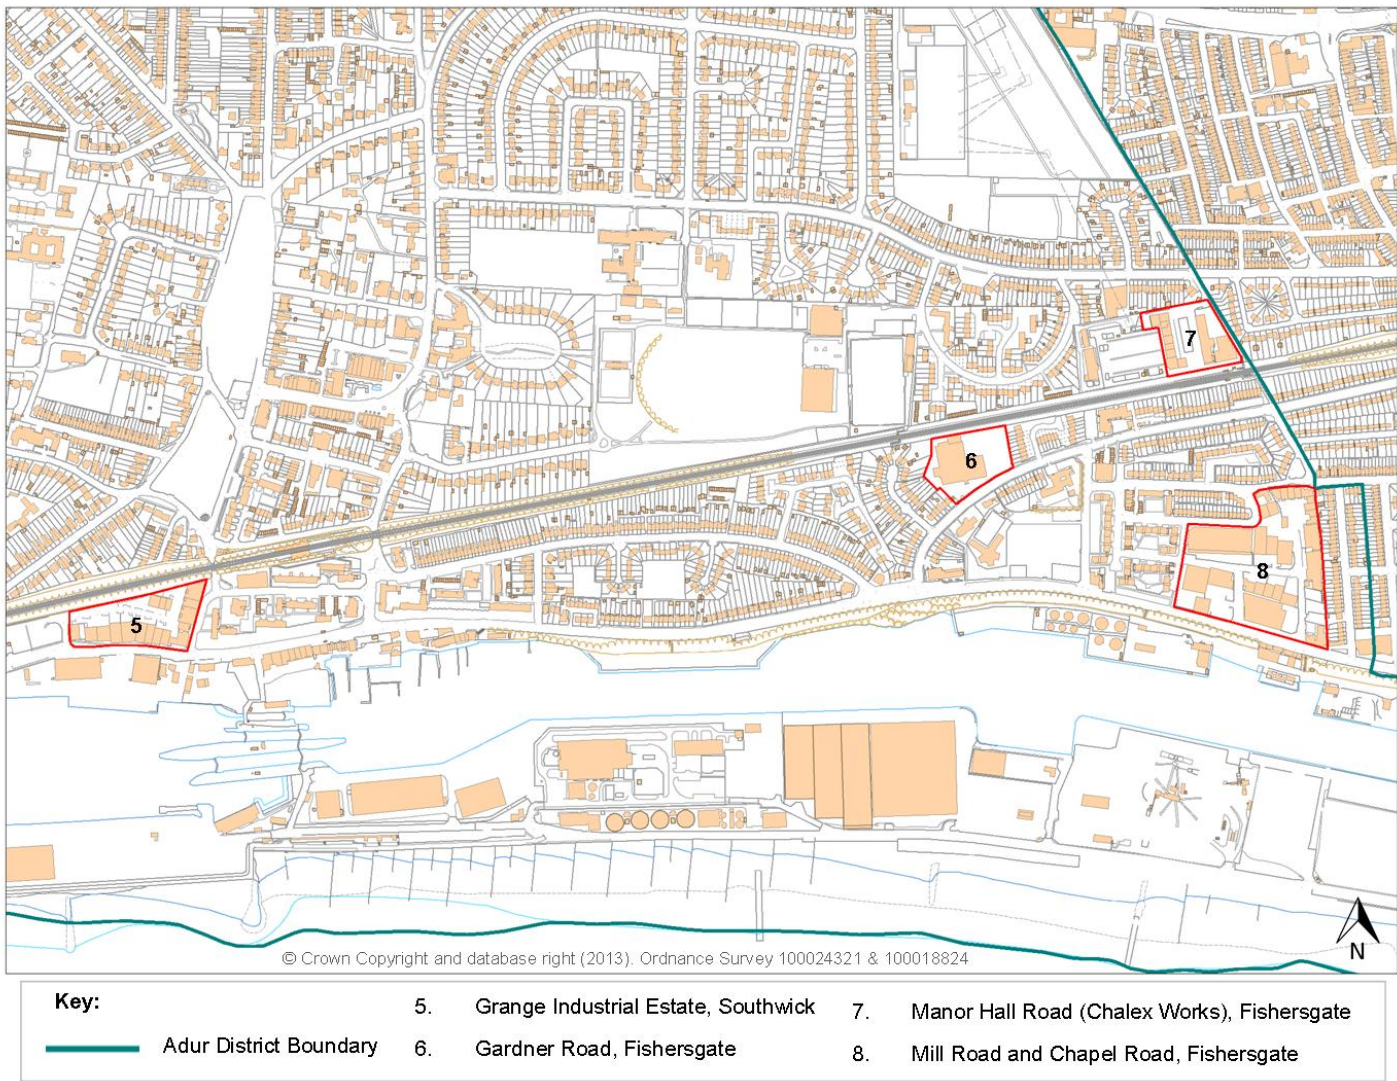 7
6
8
5
N
© Crown Copyright and database right (2013). Ordnance Survey 100024321 & 100018824
Key:
Adur District Boundary
5. Grange Industrial Estate, Southwick
6. Gardner Road, Fishersgate
7. Manor Hall Road (Chalex Works), Fishersgate
8. Mill Road and Chapel Road, Fishersgate